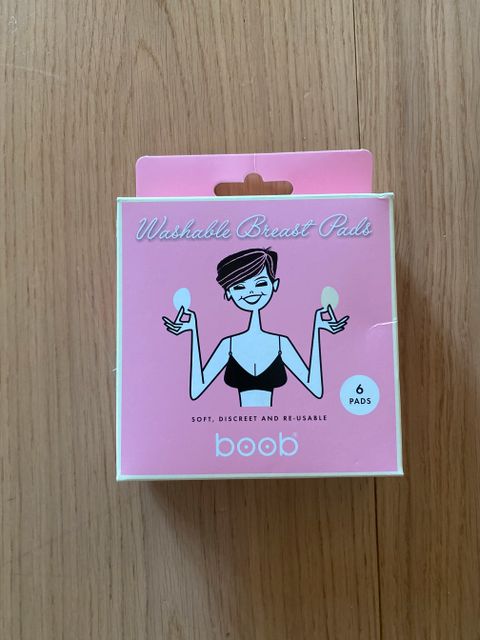 Washable Breast Pads
6
PADS
SOFT, DISCREET AND RE-USABLE
boob